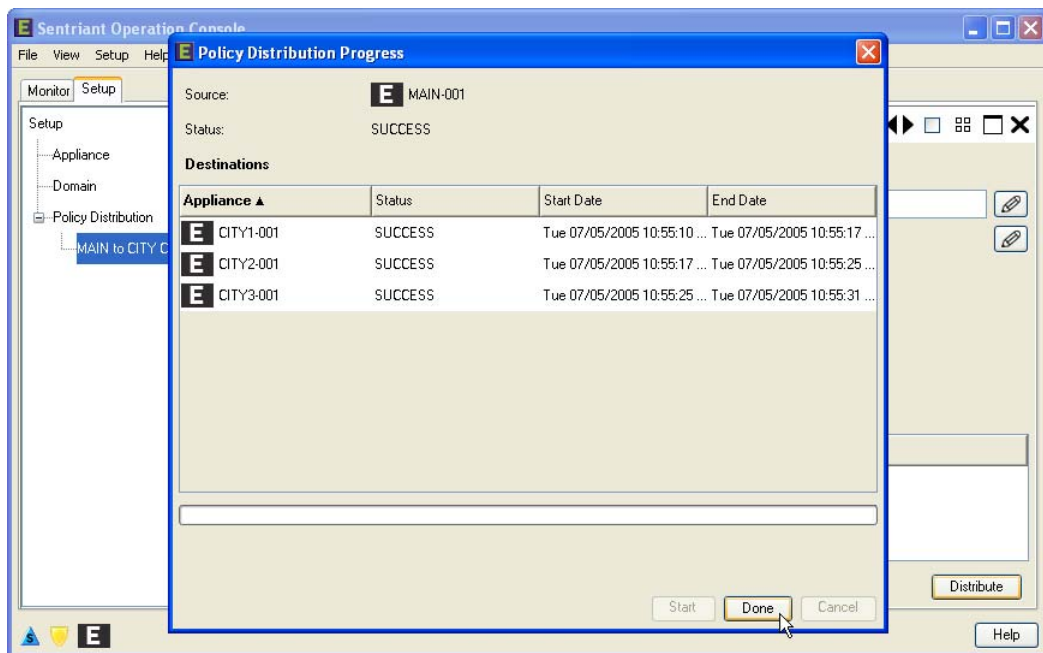 E Sentriant Operation Console
File View Setup Help
E Policy Distribution Progress
Monitor Setup
Setup
Appliance
Domain
Policy Distribution
MAIN to CITY C
Source: E MAIN-001
Status: SUCCESS
Destinations
Appliance ▲ Status Start Date End Date
E CITY1-001 SUCCESS Tue 07/05/2005 10:55:10 ... Tue 07/05/2005 10:55:17 ...
E CITY2-001 SUCCESS Tue 07/05/2005 10:55:17 ... Tue 07/05/2005 10:55:25 ...
E CITY3-001 SUCCESS Tue 07/05/2005 10:55:25 ... Tue 07/05/2005 10:55:31 ...
Distribute
Start Done Cancel
S E Help